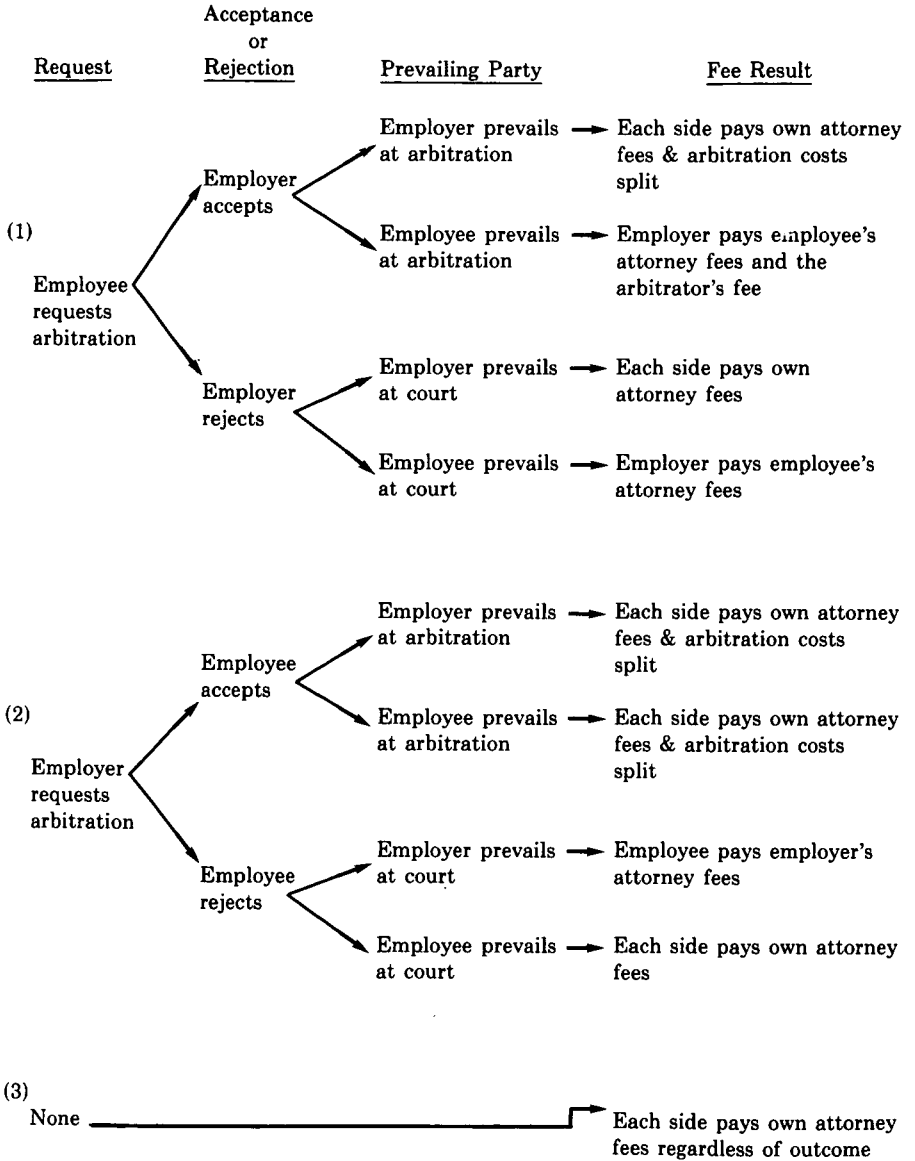 Acceptance
or
Request Rejection Prevailing Party Fee Result
Employer prevails Each side pays own attorney
at arbitration fees & arbitration costs
split
Employer
accepts
(1)
Employee prevails Employer pays employee's
at arbitration attorney fees and the
arbitrator's fee
Employee
requests
arbitration
Employer prevails Each side pays own
at court attorney fees
Employer
rejects
Employee prevails Employer pays employee's
at court attorney fees
Employer prevails Each side pays own attorney
at arbitration fees & arbitration costs
split
Employee
accepts
(2)
Employee prevails Each side pays own attorney
at arbitration fees & arbitration costs
split
Employer
requests
arbitration
Employer prevails Employee pays employer's
at court attorney fees
Employee
rejects
Employee prevails Each side pays own attorney
at court fees
(3)
None Each side pays own attorney
fees regardless of outcome